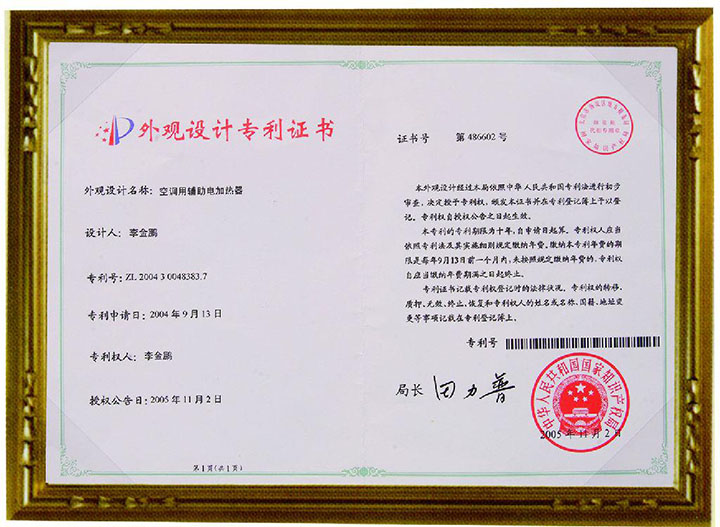 外观设计专利证书
外观设计名称:空调用辅助电加热器
设计人:李金鹏
专利号:ZL 2004 3 0048383.7
专利申请日:2004年9月13日
专利权人:李金鹏
授权公告日:2005年11月2日
第1页(共1页)
证书号 第486602号
本外观设计经过本局依照中华人民共和国专利法进行初步
审查,决定授予专利权,颁发本证书并在专利登记簿上予以登
记。专利权自授权公告之日起生效。
本专利的专利权期限为十年,自申请日起算。专利权人应当
依照专利法及其实施细则规定缴纳年费。缴纳本专利年费的期
限是每年9月13日前一个月内,未按照规定缴纳年费的,专利权
自应当缴纳年费期满之日起终止。
专利证书记载专利权登记时的法律状况。专利权的转移、
质押、无效、终止、恢复和专利权人的姓名或名称、国籍、地址变
更等事项记载在专利登记簿上。
专利号
局长 田力普
中华人民共和国国家知识产权局
2005年11月2日